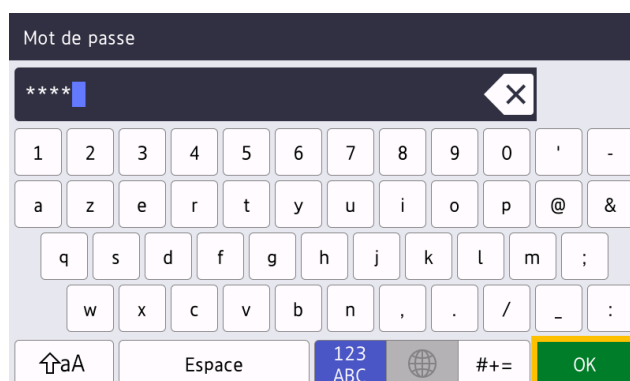 Mot de passe
****
1 2 3 4 5 6 7 8 9 0 ' -
a z e r t y u i o p @ &
q s d f g h j k l m ;
w x c v b n , . / _ :
aA Espace 123 ABC #+= OK